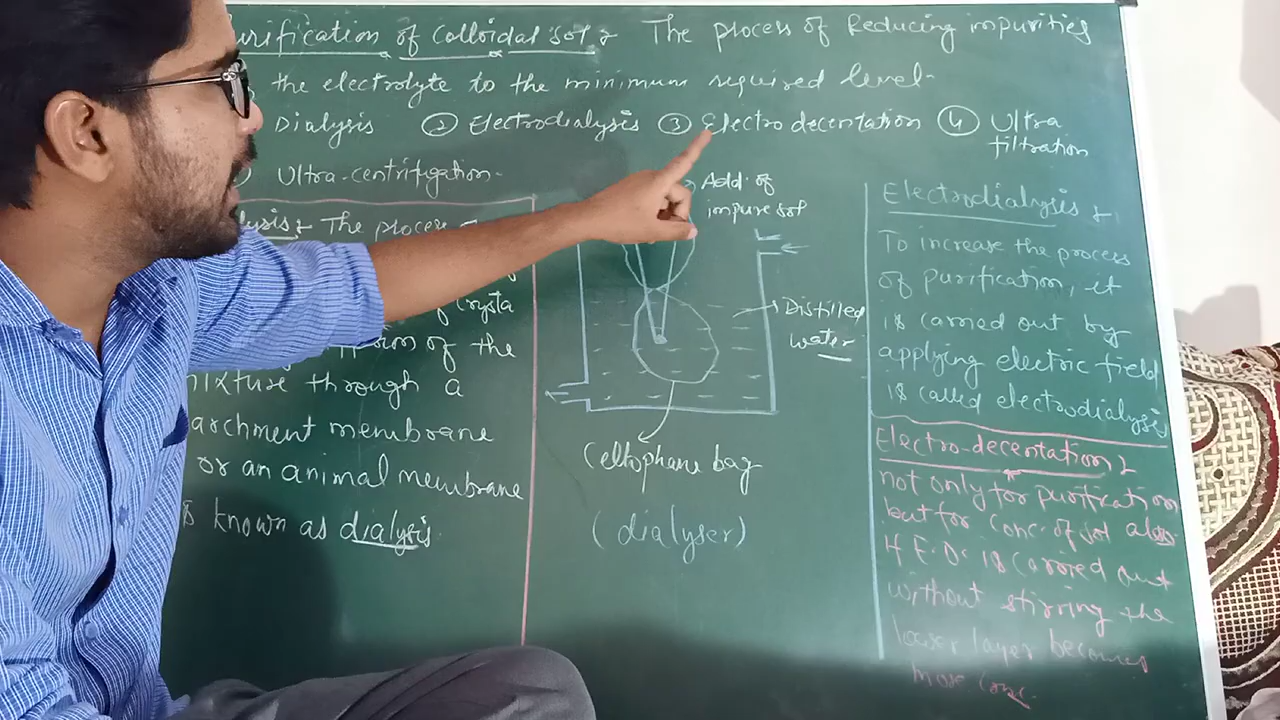 urification of Colloidal sol :- The process of Reducing impurities
the electrolyte to the minimum required level-
Dialysis ② Electrodialysis ③ Electro decentation ④ Ultra
filtration
Ultra-centrifigation-
ysis :- The process
crysta
of the
mixture through a
archment membrane
or an animal membrane
is known as dialysis.
Add. of
impure sol
Distilled
water
Cellophane bag
(dialyser)
Electrodialysis :-
To increase the process
of purification, it
is carried out by
applying electric field
is called electrodialysis
Electro-decentation :-
not only for purification
but for conc. of sol also
If E.D. is carried out
without stirring the
lower layer becomes
more conc.